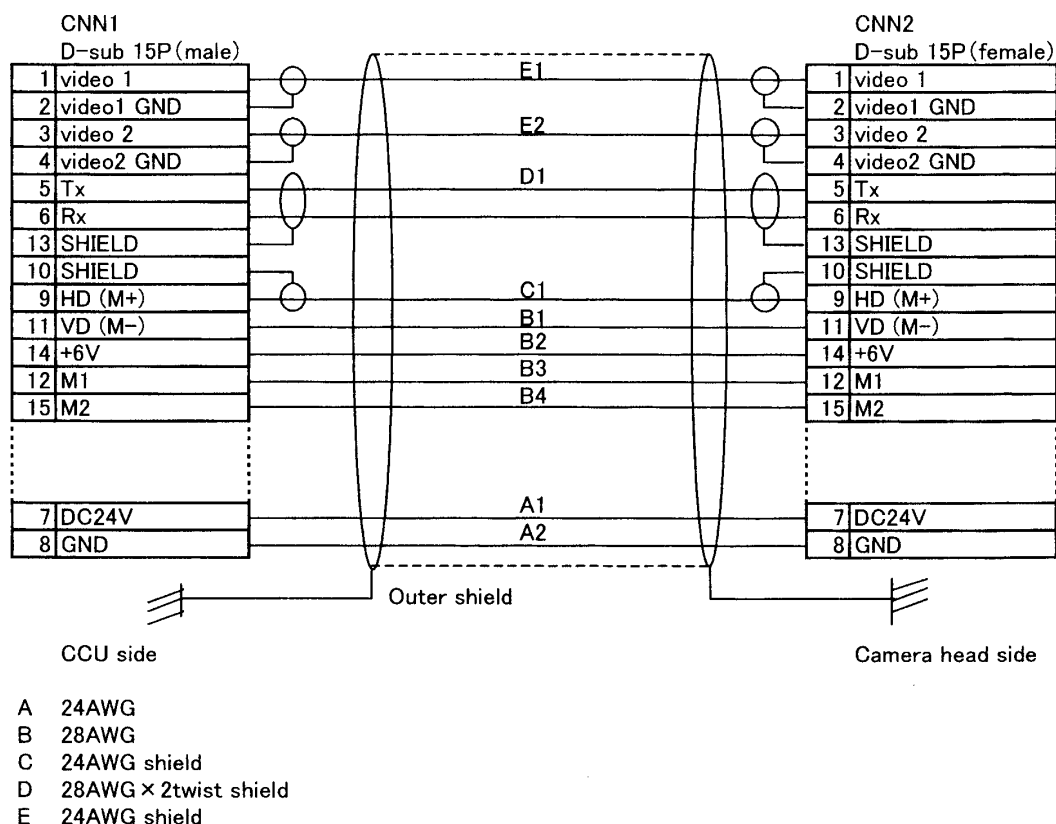 CNN1
D-sub 15P(male)
1 video 1
2 video1 GND
3 video 2
4 video2 GND
5 Tx
6 Rx
13 SHIELD
10 SHIELD
9 HD (M+)
11 VD (M-)
14 +6V
12 M1
15 M2
7 DC24V
8 GND
E1
E2
D1
C1
B1
B2
B3
B4
A1
A2
CNN2
D-sub 15P(female)
1 video 1
2 video1 GND
3 video 2
4 video2 GND
5 Tx
6 Rx
13 SHIELD
10 SHIELD
9 HD (M+)
11 VD (M-)
14 +6V
12 M1
15 M2
7 DC24V
8 GND
Outer shield
CCU side
Camera head side
A 24AWG
B 28AWG
C 24AWG shield
D 28AWG×2twist shield
E 24AWG shield